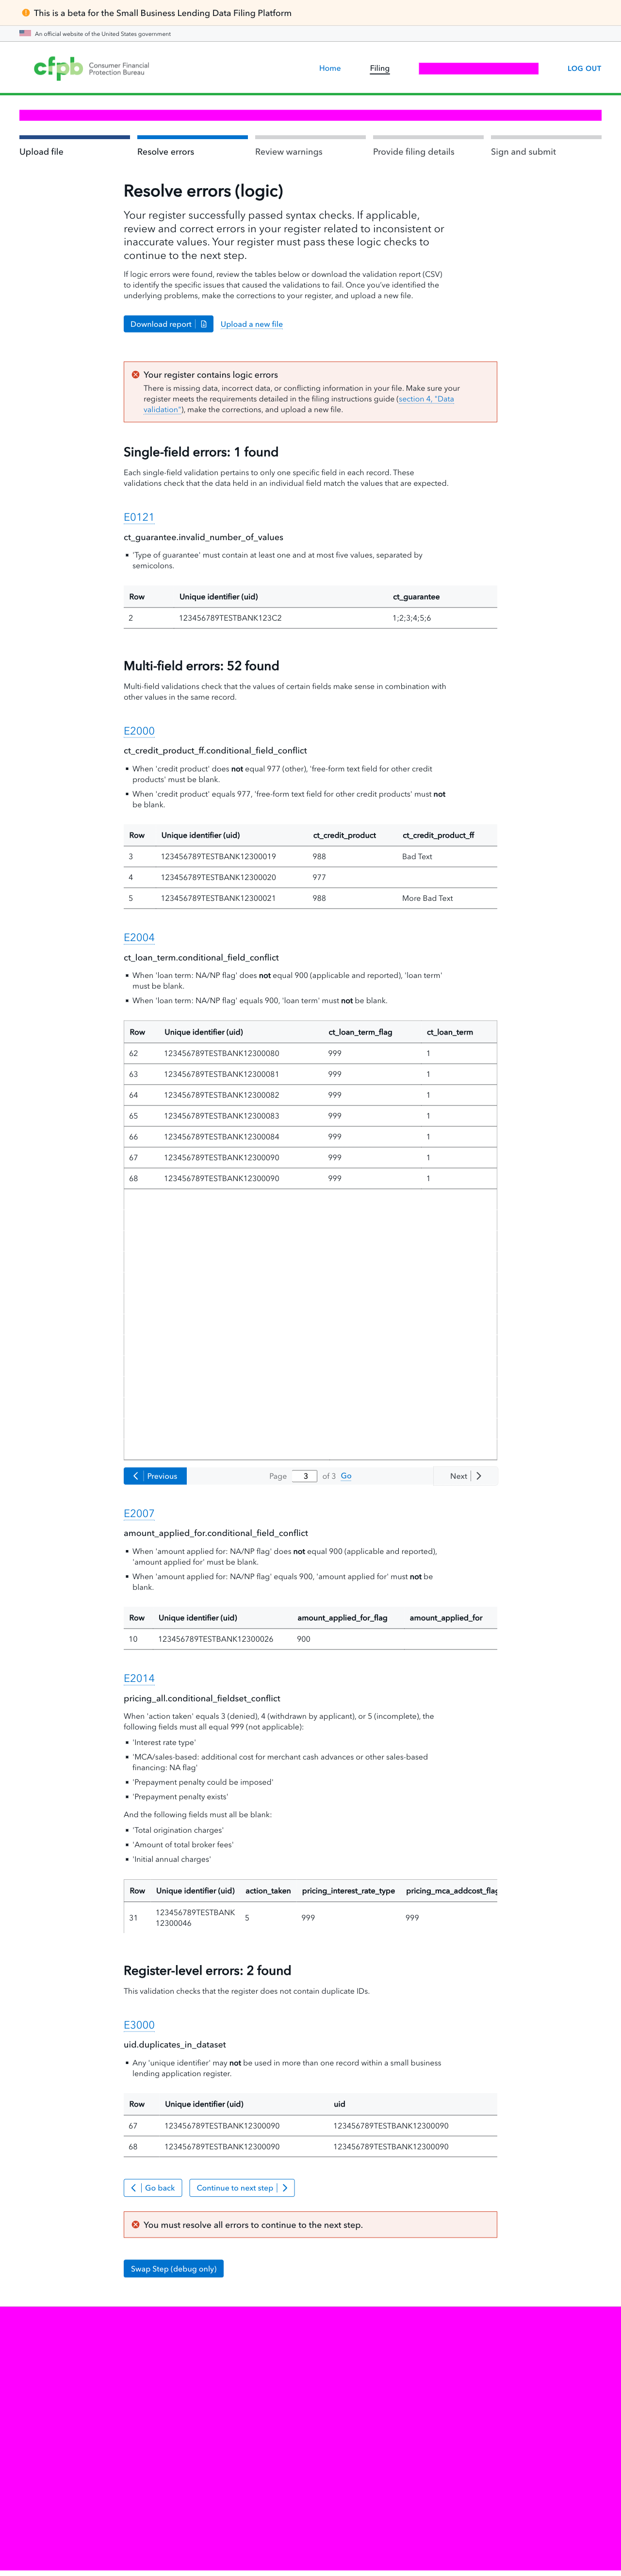 This is a beta for the Small Business Lending Data Filing Platform
An official website of the United States government
cfpb Consumer Financial
Protection Bureau
Home
Filing
LOG OUT
Upload file
Resolve errors
Review warnings
Provide filing details
Sign and submit
Resolve errors (logic)
Your register successfully passed syntax checks. If applicable,
review and correct errors in your register related to inconsistent or
inaccurate values. Your register must pass these logic checks to
continue to the next step.
If logic errors were found, review the tables below or download the validation report (CSV)
to identify the specific issues that caused the validations to fail. Once you've identified the
underlying problems, make the corrections to your register, and upload a new file.
Download report
Upload a new file
Your register contains logic errors
There is missing data, incorrect data, or conflicting information in your file. Make sure your
register meets the requirements detailed in the filing instructions guide (section 4, "Data
validation"), make the corrections, and upload a new file.
Single-field errors: 1 found
Each single-field validation pertains to only one specific field in each record. These
validations check that the data held in an individual field match the values that are expected.
E0121
ct_guarantee.invalid_number_of_values
'Type of guarantee' must contain at least one and at most five values, separated by
semicolons.
Row Unique identifier (uid) ct_guarantee
2 123456789TESTBANK123C2 1;2;3;4;5;6
Multi-field errors: 52 found
Multi-field validations check that the values of certain fields make sense in combination with
other values in the same record.
E2000
ct_credit_product_ff.conditional_field_conflict
When 'credit product' does not equal 977 (other), 'free-form text field for other credit
products' must be blank.
When 'credit product' equals 977, 'free-form text field for other credit products' must not
be blank.
Row Unique identifier (uid) ct_credit_product ct_credit_product_ff
3 123456789TESTBANK12300019 988 Bad Text
4 123456789TESTBANK12300020 977
5 123456789TESTBANK12300021 988 More Bad Text
E2004
ct_loan_term.conditional_field_conflict
When 'loan term: NA/NP flag' does not equal 900 (applicable and reported), 'loan term'
must be blank.
When 'loan term: NA/NP flag' equals 900, 'loan term' must not be blank.
Row Unique identifier (uid) ct_loan_term_flag ct_loan_term
62 123456789TESTBANK12300080 999 1
63 123456789TESTBANK12300081 999 1
64 123456789TESTBANK12300082 999 1
65 123456789TESTBANK12300083 999 1
66 123456789TESTBANK12300084 999 1
67 123456789TESTBANK12300090 999 1
68 123456789TESTBANK12300090 999 1
Previous
Page 3 of 3 Go
Next
E2007
amount_applied_for.conditional_field_conflict
When 'amount applied for: NA/NP flag' does not equal 900 (applicable and reported),
'amount applied for' must be blank.
When 'amount applied for: NA/NP flag' equals 900, 'amount applied for' must not be
blank.
Row Unique identifier (uid) amount_applied_for_flag amount_applied_for
10 123456789TESTBANK12300026 900
E2014
pricing_all.conditional_fieldset_conflict
When 'action taken' equals 3 (denied), 4 (withdrawn by applicant), or 5 (incomplete), the
following fields must all equal 999 (not applicable):
'Interest rate type'
'MCA/sales-based: additional cost for merchant cash advances or other sales-based
financing: NA flag'
'Prepayment penalty could be imposed'
'Prepayment penalty exists'
And the following fields must all be blank:
'Total origination charges'
'Amount of total broker fees'
'Initial annual charges'
Row Unique identifier (uid) action_taken pricing_interest_rate_type pricing_mca_addcost_flag
31 123456789TESTBANK 5 999 999
12300046
Register-level errors: 2 found
This validation checks that the register does not contain duplicate IDs.
E3000
uid.duplicates_in_dataset
Any 'unique identifier' may not be used in more than one record within a small business
lending application register.
Row Unique identifier (uid) uid
67 123456789TESTBANK12300090 123456789TESTBANK12300090
68 123456789TESTBANK12300090 123456789TESTBANK12300090
Go back
Continue to next step
You must resolve all errors to continue to the next step.
Swap Step (debug only)